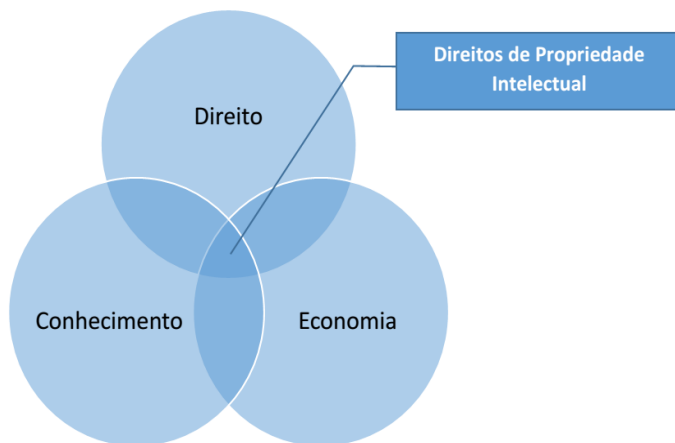 Direitos de Propriedade
Intelectual
Direito
Conhecimento
Economia